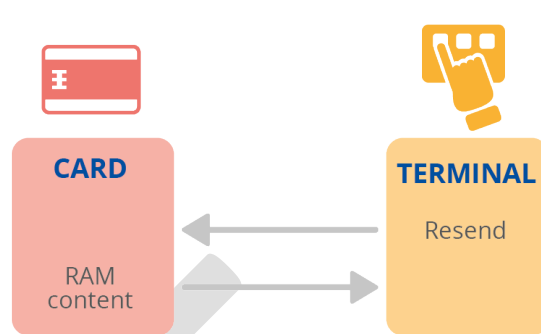 CARD
TERMINAL
Resend
RAM
content